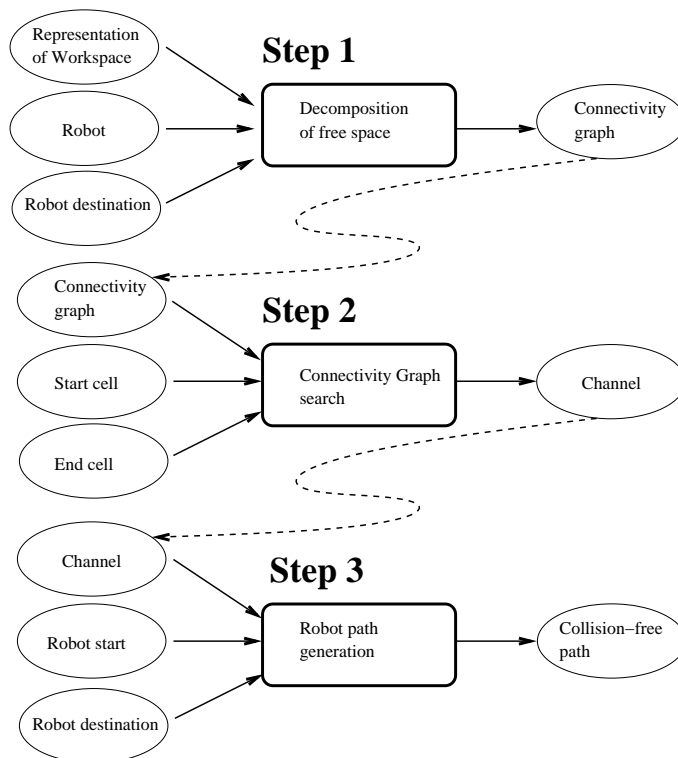 Representation
of Workspace
Step 1
Decomposition
of free space
Connectivity
graph
Robot
Robot destination
Connectivity
graph
Step 2
Start cell
Connectivity Graph
search
Channel
End cell
Channel
Step 3
Robot start
Robot path
generation
Collision−free
path
Robot destination